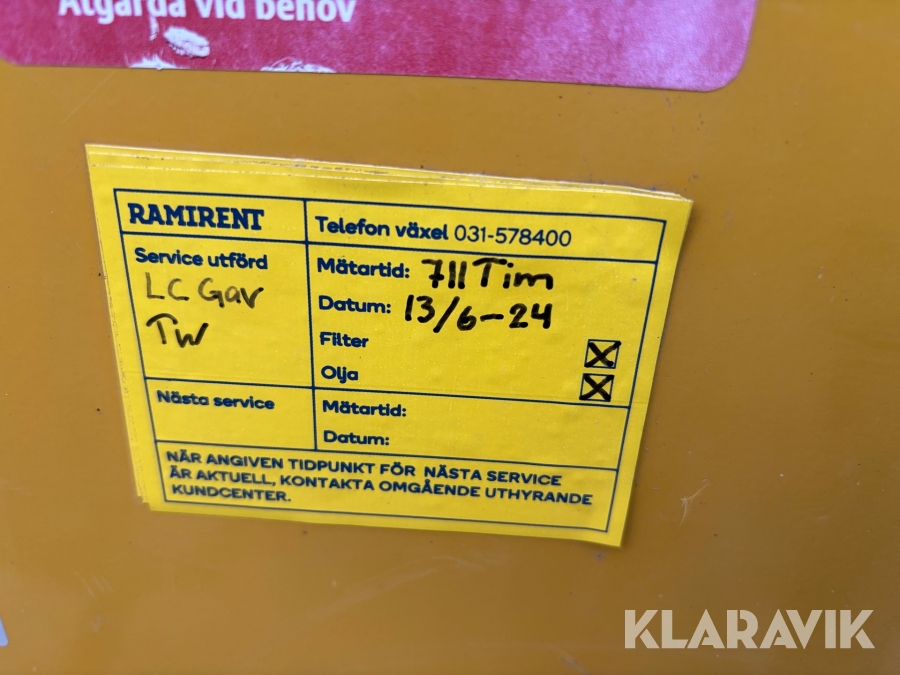 Åtgärda vid behov
RAMIRENT
Telefon växel 031-578400
Service utförd
LC Gav
TW
Mätartid: 711 Tim
Datum: 13/6-24
Filter
Olja
Nästa service
Mätartid:
Datum:
NÄR ANGIVEN TIDPUNKT FÖR NÄSTA SERVICE
ÄR AKTUELL, KONTAKTA OMGÅENDE UTHYRANDE
KUNDCENTER.
KLARAVIK